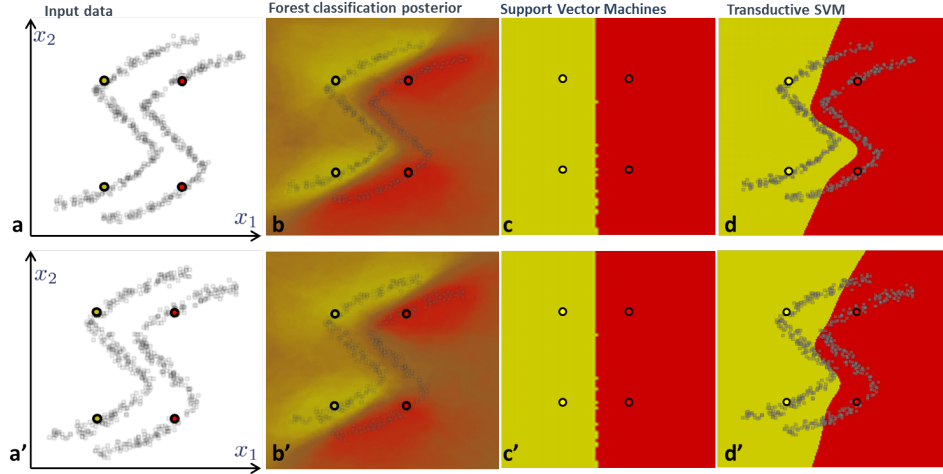 Input data
Forest classification posterior
Support Vector Machines
Transductive SVM
x2
x1
a
b
c
d
x2
x1
a'
b'
c'
d'